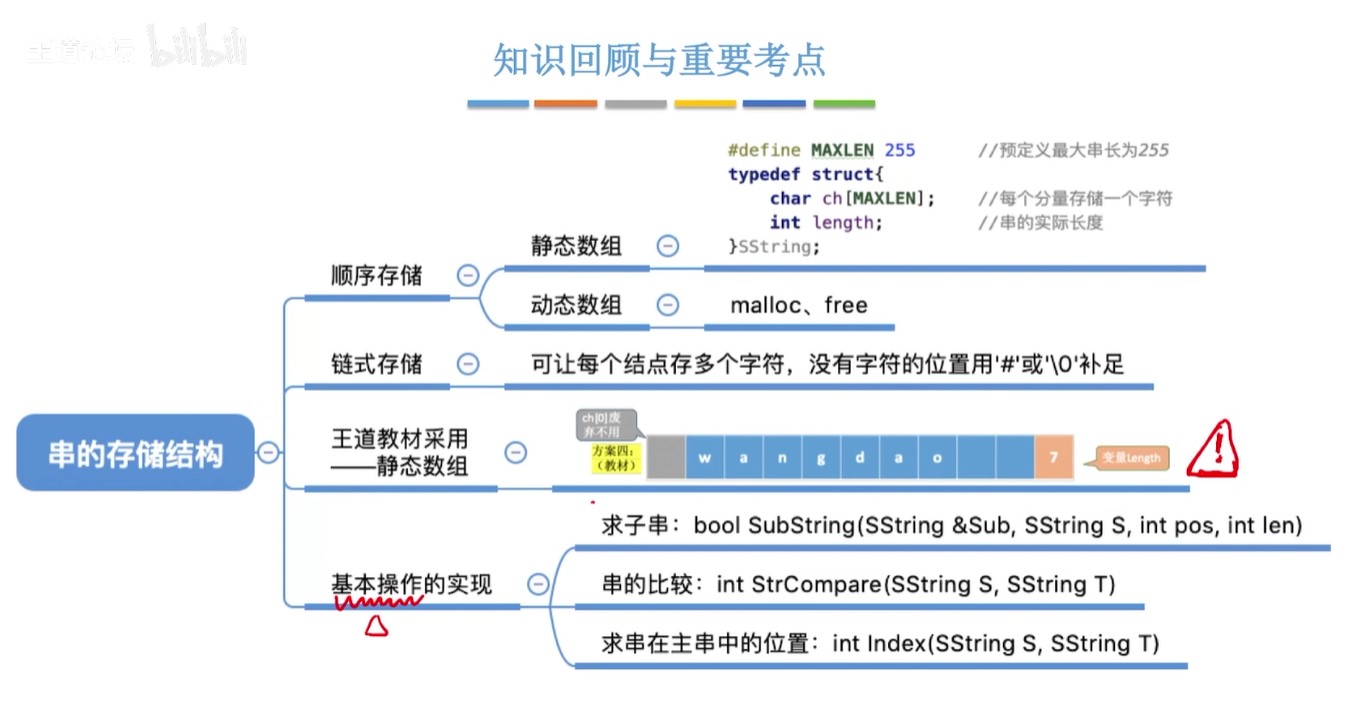 王道论坛 bilibili
知识回顾与重要考点
#define MAXLEN 255 //预定义最大串长为255
typedef struct{
char ch[MAXLEN]; //每个分量存储一个字符
int length; //串的实际长度
}SString;
静态数组
顺序存储
动态数组
malloc、free
链式存储
可让每个结点存多个字符，没有字符的位置用'#'或'\0'补足
串的存储结构
王道教材采用
——静态数组
ch[0]废
弃不用
方案四：
（教材）
w a n g d a o 7
变量Length
求子串：bool SubString(SString &Sub, SString S, int pos, int len)
基本操作的实现
串的比较：int StrCompare(SString S, SString T)
求串在主串中的位置：int Index(SString S, SString T)